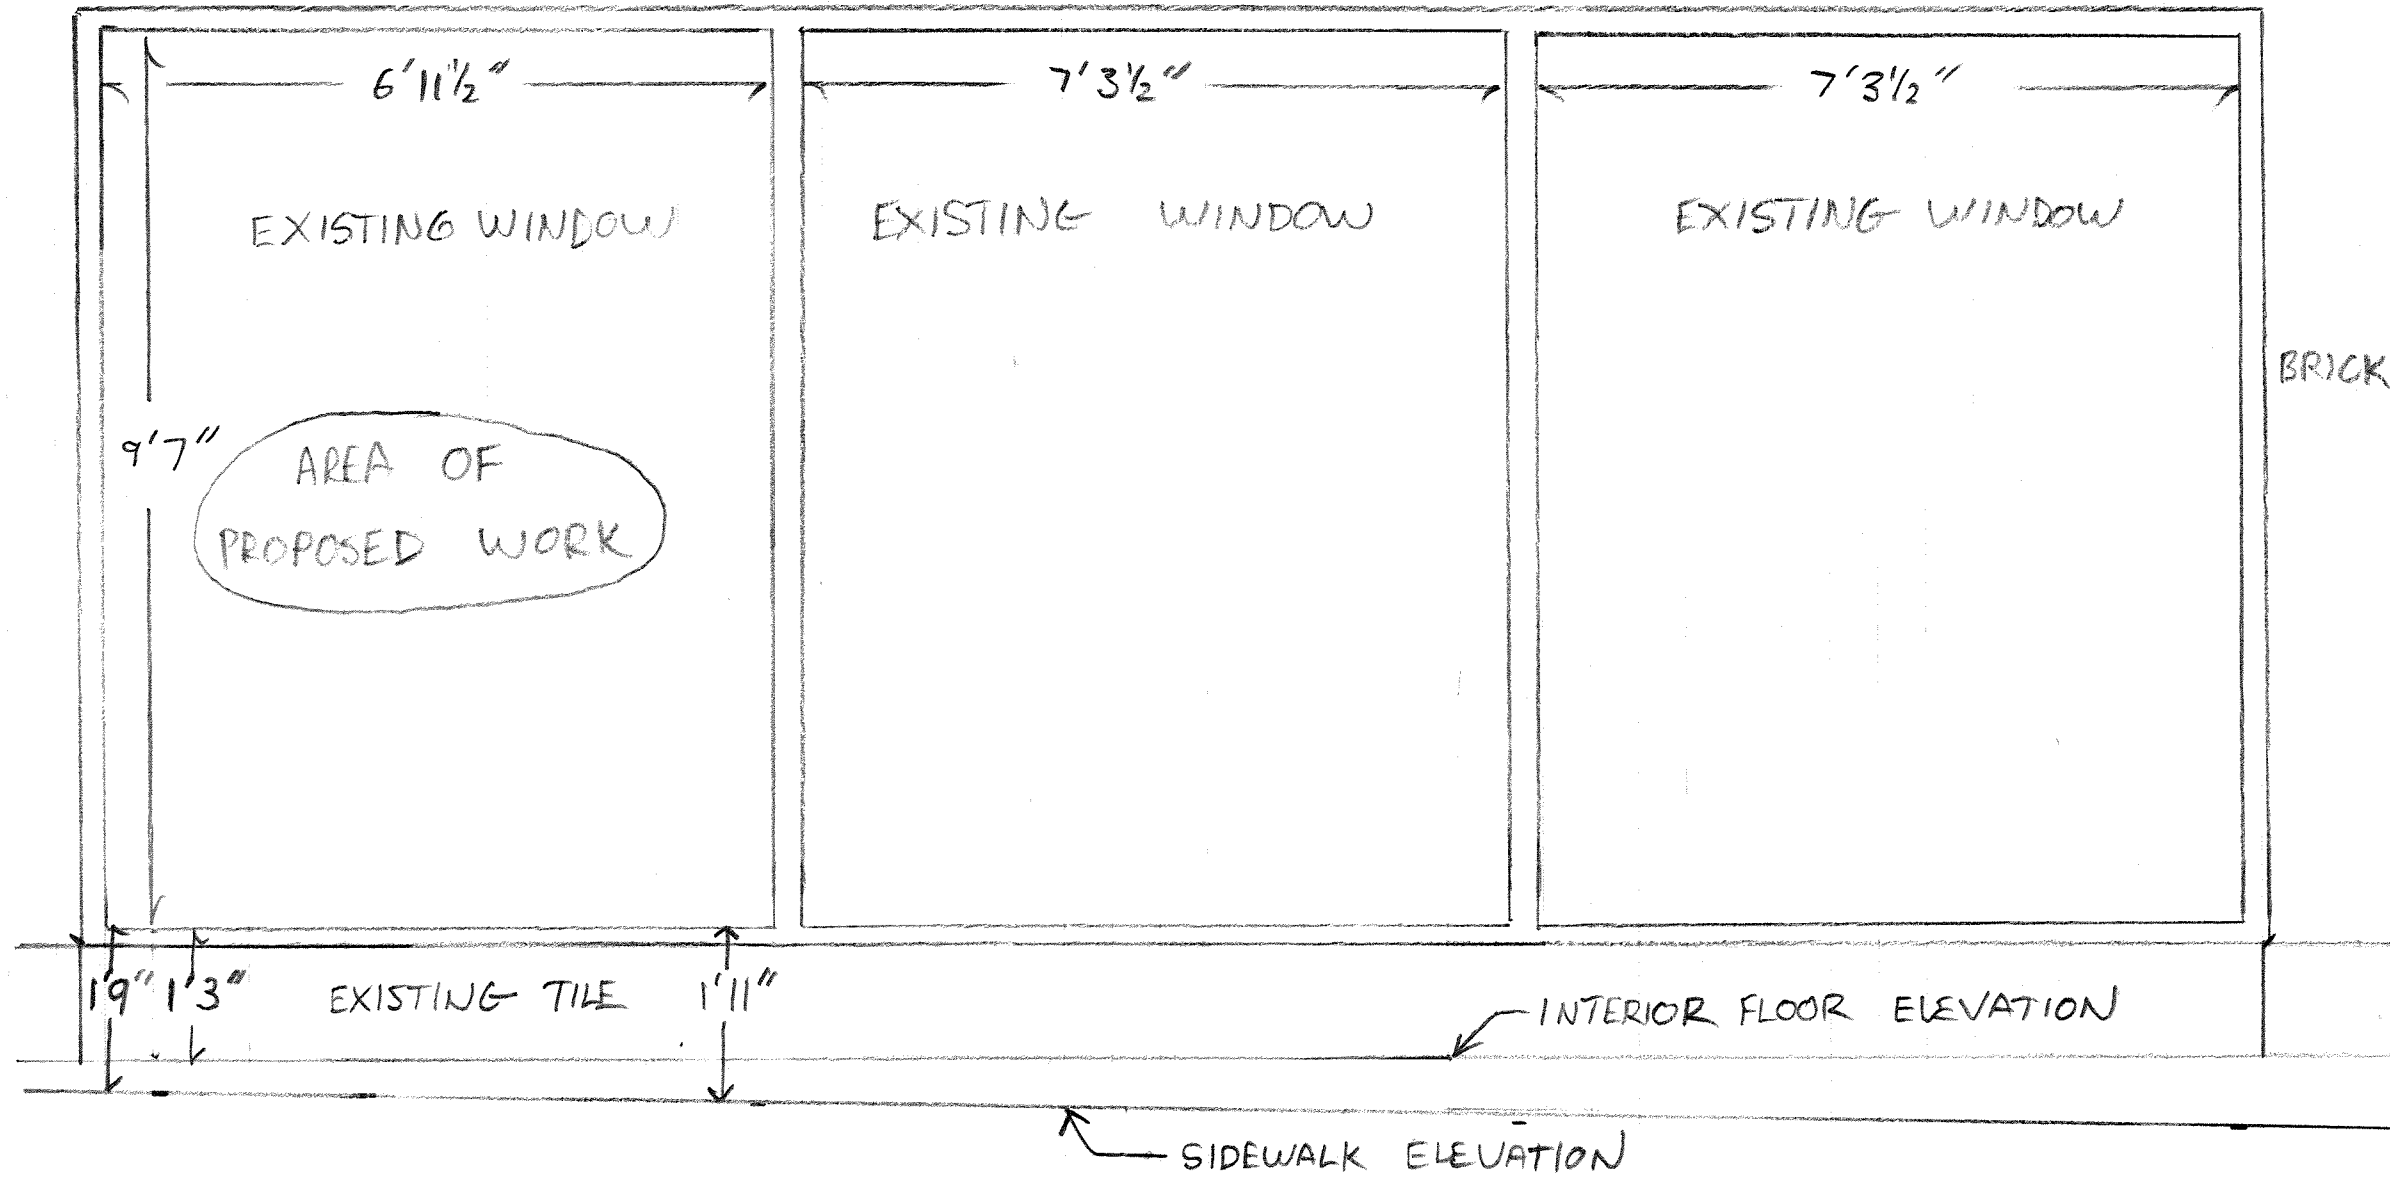 6'11½" 7'3½" 7'3½"
EXISTING WINDOW EXISTING WINDOW EXISTING WINDOW
BRICK
9'7"
AREA OF
PROPOSED WORK
1'9" 1'3" EXISTING TILE 1'11"
INTERIOR FLOOR ELEVATION
SIDEWALK ELEVATION